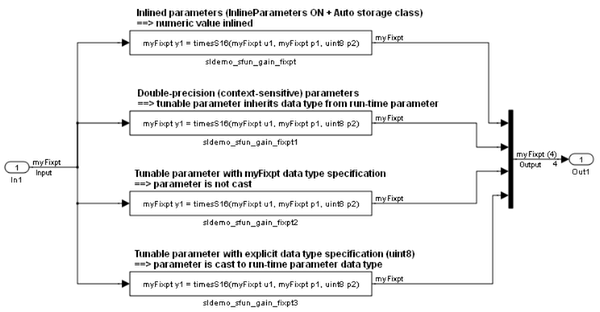 Inlined parameters (InlineParameters ON + Auto storage class)
==> numeric value inlined
myFixpt y1 = timesS16(myFixpt u1, myFixpt p1, uint8 p2)
myFixpt
sldemo_sfun_gain_fixpt
Double-precision (context-sensitive) parameters
==> tunable parameter inherits data type from run-time parameter
myFixpt y1 = timesS16(myFixpt u1, myFixpt p1, uint8 p2)
myFixpt
sldemo_sfun_gain_fixpt1
1
In1
myFixpt
Input
myFixpt (4)
Output 4
1
Out1
Tunable parameter with myFixpt data type specification
==> parameter is not cast
myFixpt y1 = timesS16(myFixpt u1, myFixpt p1, uint8 p2)
myFixpt
sldemo_sfun_gain_fixpt2
Tunable parameter with explicit data type specification (uint8)
==> parameter is cast to run-time parameter data type
myFixpt y1 = timesS16(myFixpt u1, myFixpt p1, uint8 p2)
myFixpt
sldemo_sfun_gain_fixpt3